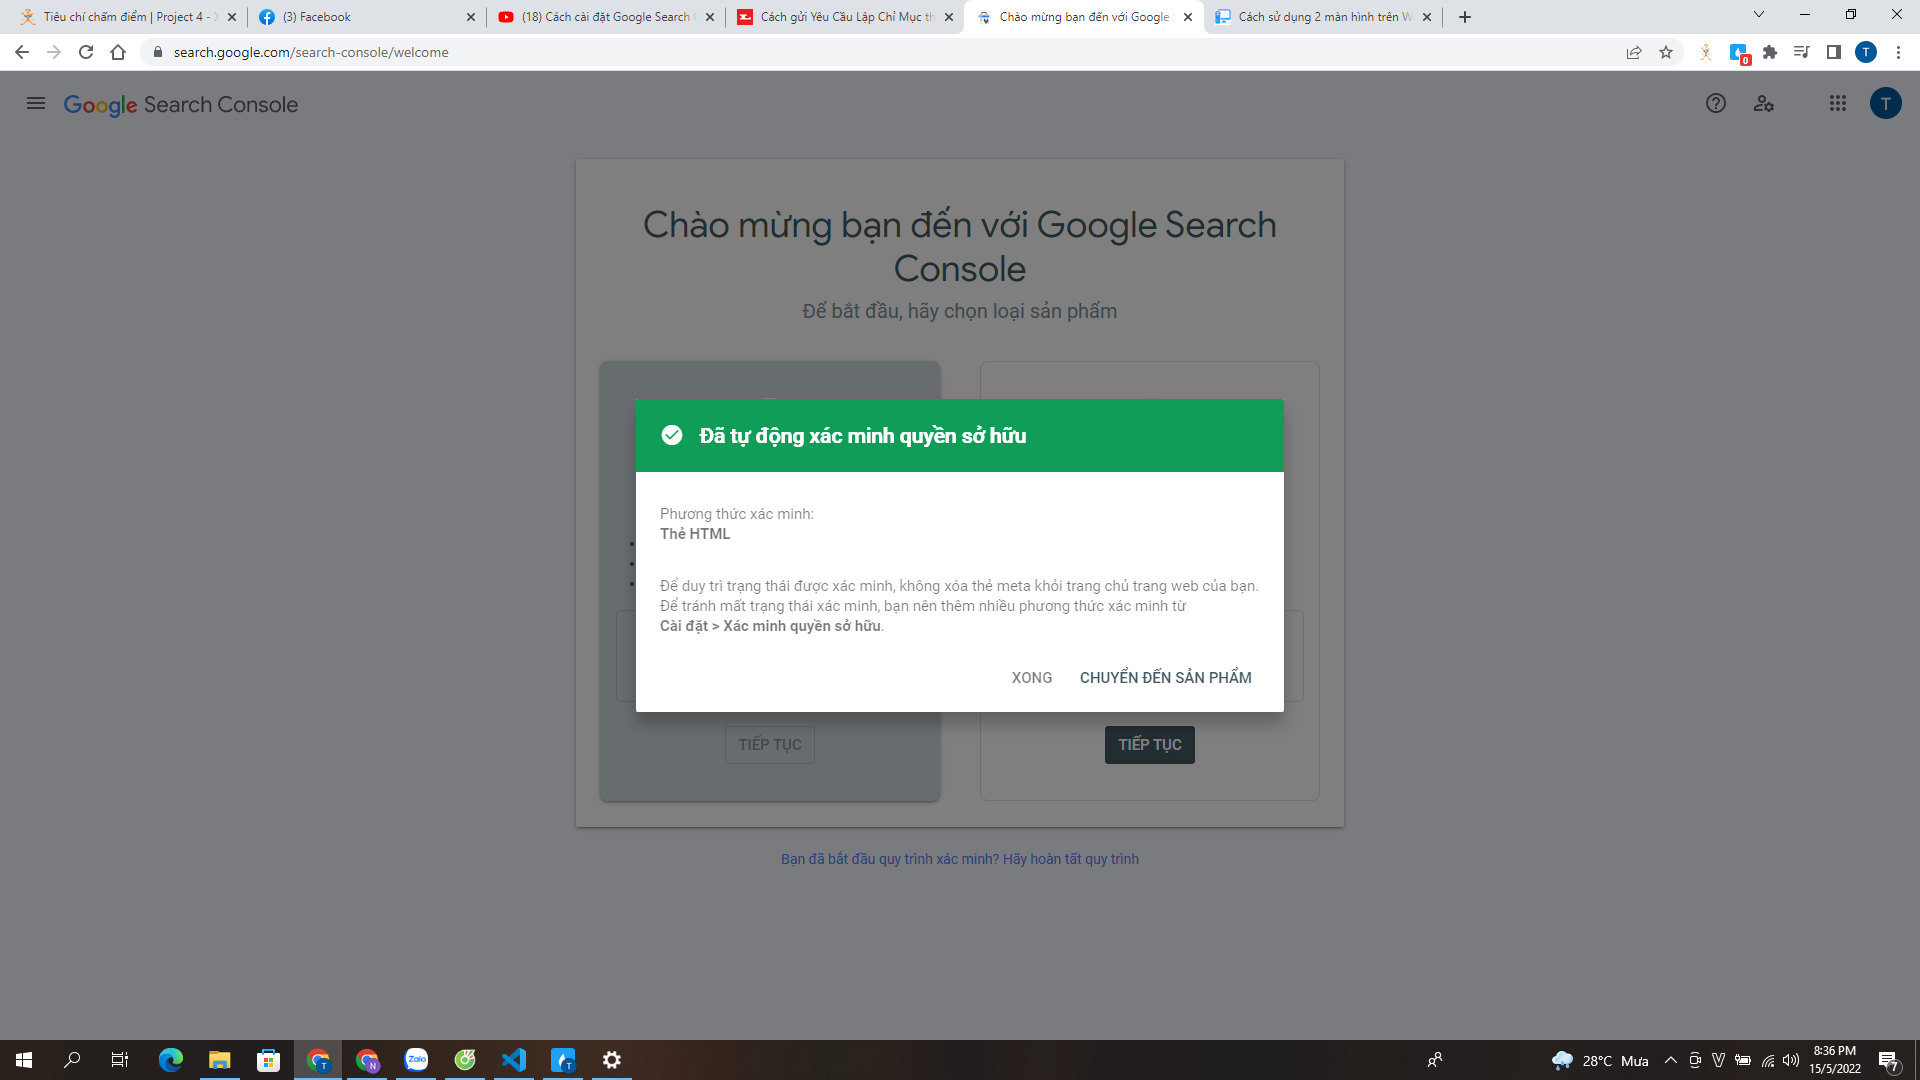 Tiêu chí chấm điểm | Project 4 -
(3) Facebook
(18) Cách cài đặt Google Search
Cách gửi Yêu Cầu Lập Chỉ Mục th
Chào mừng bạn đến với Google
Cách sử dụng 2 màn hình trên W
search.google.com/search-console/welcome
0
T
Google Search Console
T
Chào mừng bạn đến với Google Search
Console
Để bắt đầu, hãy chọn loại sản phẩm
Đã tự động xác minh quyền sở hữu
Phương thức xác minh:
Thẻ HTML
Để duy trì trạng thái được xác minh, không xóa thẻ meta khỏi trang chủ trang web của bạn.
Để tránh mất trạng thái xác minh, bạn nên thêm nhiều phương thức xác minh từ
Cài đặt > Xác minh quyền sở hữu.
XONG
CHUYỂN ĐẾN SẢN PHẨM
TIẾP TỤC
TIẾP TỤC
Bạn đã bắt đầu quy trình xác minh? Hãy hoàn tất quy trình
T
N
Zalo
T
28°C Mưa
V
8:36 PM
15/5/2022
7